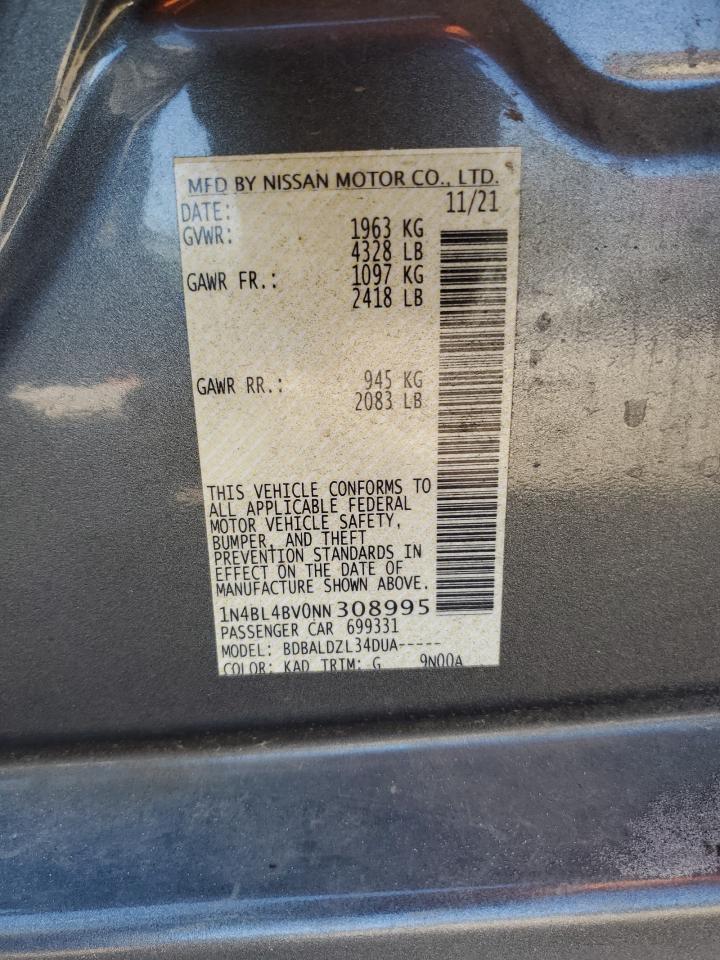 MFD BY NISSAN MOTOR CO., LTD.
DATE: 11/21
GVWR: 1963 KG
4328 LB
GAWR FR.: 1097 KG
2418 LB
GAWR RR.: 945 KG
2083 LB
THIS VEHICLE CONFORMS TO
ALL APPLICABLE FEDERAL
MOTOR VEHICLE SAFETY,
BUMPER, AND THEFT
PREVENTION STANDARDS IN
EFFECT ON THE DATE OF
MANUFACTURE SHOWN ABOVE.
1N4BL4BV0NN308995
PASSENGER CAR 699331
MODEL: BDBALDZL34DUA-----
COLOR: KAD TRIM: G 9N00A